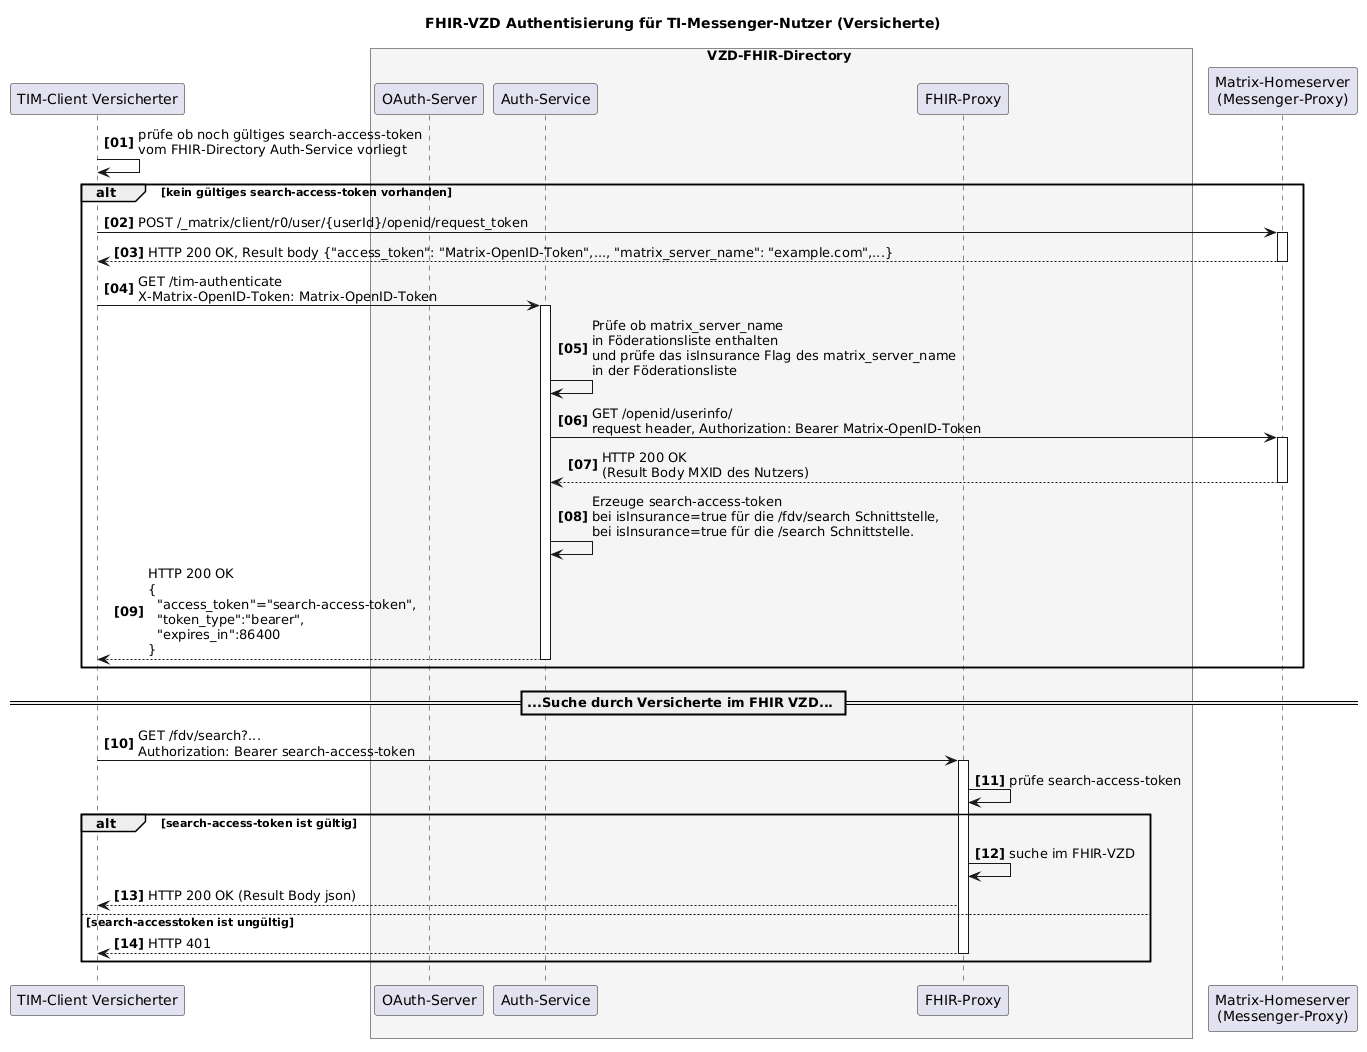 FHIR-VZD Authentisierung für TI-Messenger-Nutzer (Versicherte)
VZD-FHIR-Directory
TIM-Client Versicherter
OAuth-Server
Auth-Service
FHIR-Proxy
Matrix-Homeserver
(Messenger-Proxy)
[01] prüfe ob noch gültiges search-access-token
vom FHIR-Directory Auth-Service vorliegt
alt [kein gültiges search-access-token vorhanden]
[02] POST /_matrix/client/r0/user/{userId}/openid/request_token
[03] HTTP 200 OK, Result body {"access_token": "Matrix-OpenID-Token",..., "matrix_server_name": "example.com",...}
[04] GET /tim-authenticate
X-Matrix-OpenID-Token: Matrix-OpenID-Token
[05] Prüfe ob matrix_server_name
in Föderationsliste enthalten
und prüfe das isInsurance Flag des matrix_server_name
in der Föderationsliste
[06] GET /openid/userinfo/
request header, Authorization: Bearer Matrix-OpenID-Token
[07] HTTP 200 OK
(Result Body MXID des Nutzers)
[08] Erzeuge search-access-token
bei isInsurance=true für die /fdv/search Schnittstelle,
bei isInsurance=true für die /search Schnittstelle.
[09] HTTP 200 OK
{
"access_token"="search-access-token",
"token_type":"bearer",
"expires_in":86400
}
...Suche durch Versicherte im FHIR VZD...
[10] GET /fdv/search?...
Authorization: Bearer search-access-token
[11] prüfe search-access-token
alt [search-access-token ist gültig]
[12] suche im FHIR-VZD
[13] HTTP 200 OK (Result Body json)
[search-accesstoken ist ungültig]
[14] HTTP 401
TIM-Client Versicherter
OAuth-Server
Auth-Service
FHIR-Proxy
Matrix-Homeserver
(Messenger-Proxy)